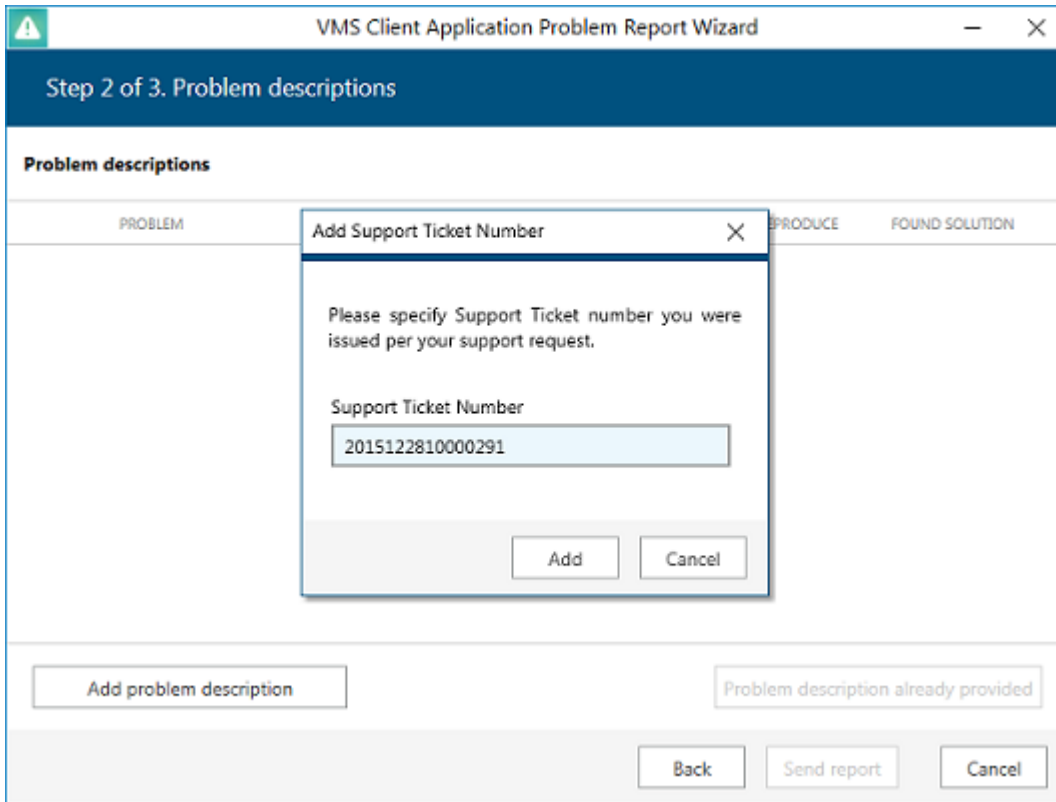 VMS Client Application Problem Report Wizard
Step 2 of 3. Problem descriptions
Problem descriptions
PROBLEM EPRODUCE FOUND SOLUTION
Add Support Ticket Number
Please specify Support Ticket number you were
issued per your support request.
Support Ticket Number
2015122810000291
Add Cancel
Add problem description Problem description already provided
Back Send report Cancel